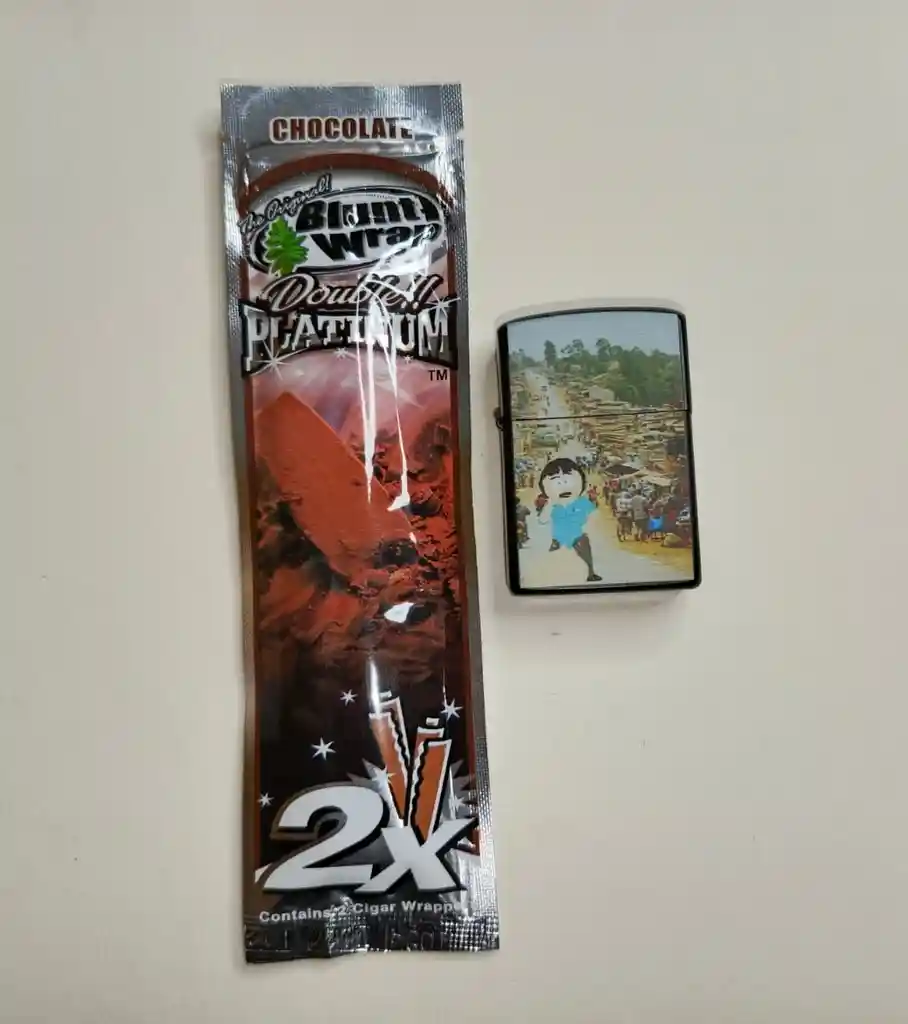 CHOCOLATE
The Original!
Blunt
Wrap
Double!!
PLATINUM
TM
2x
Contains 2 Cigar Wrappers